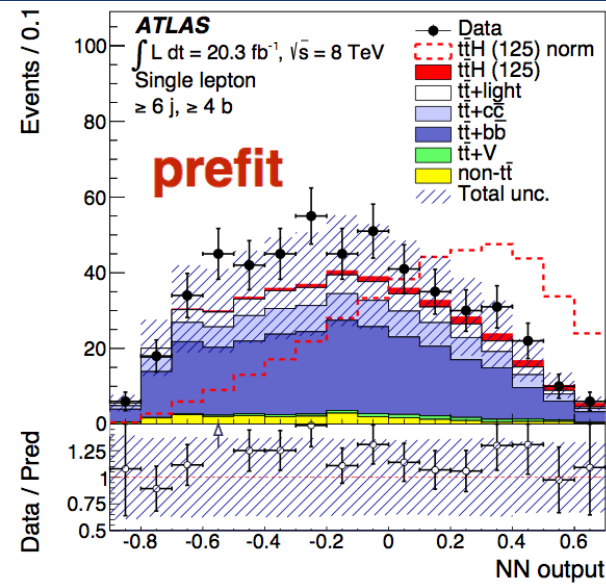 Events / 0.1
100
80
60
40
20
0
ATLAS
∫ L dt = 20.3 fb⁻¹, √s = 8 TeV
Single lepton
≥ 6 j, ≥ 4 b
prefit
Data
tt̄H (125) norm
tt̄H (125)
tt̄+light
tt̄+cc̄
tt̄+bb̄
tt̄+V
non-tt̄
Total unc.
Data / Pred
1.25
1
0.75
0.5
-0.8 -0.6 -0.4 -0.2 0 0.2 0.4 0.6
NN output